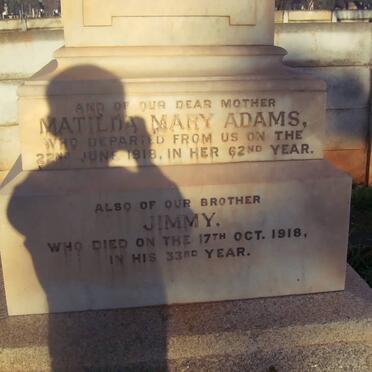 AND OF OUR DEAR MOTHER
MATILDA MARY ADAMS,
WHO DEPARTED FROM US ON THE
22ND JUNE 1918, IN HER 62ND YEAR.
ALSO OF OUR BROTHER
JIMMY,
WHO DIED ON THE 17TH OCT. 1918,
IN HIS 33RD YEAR.